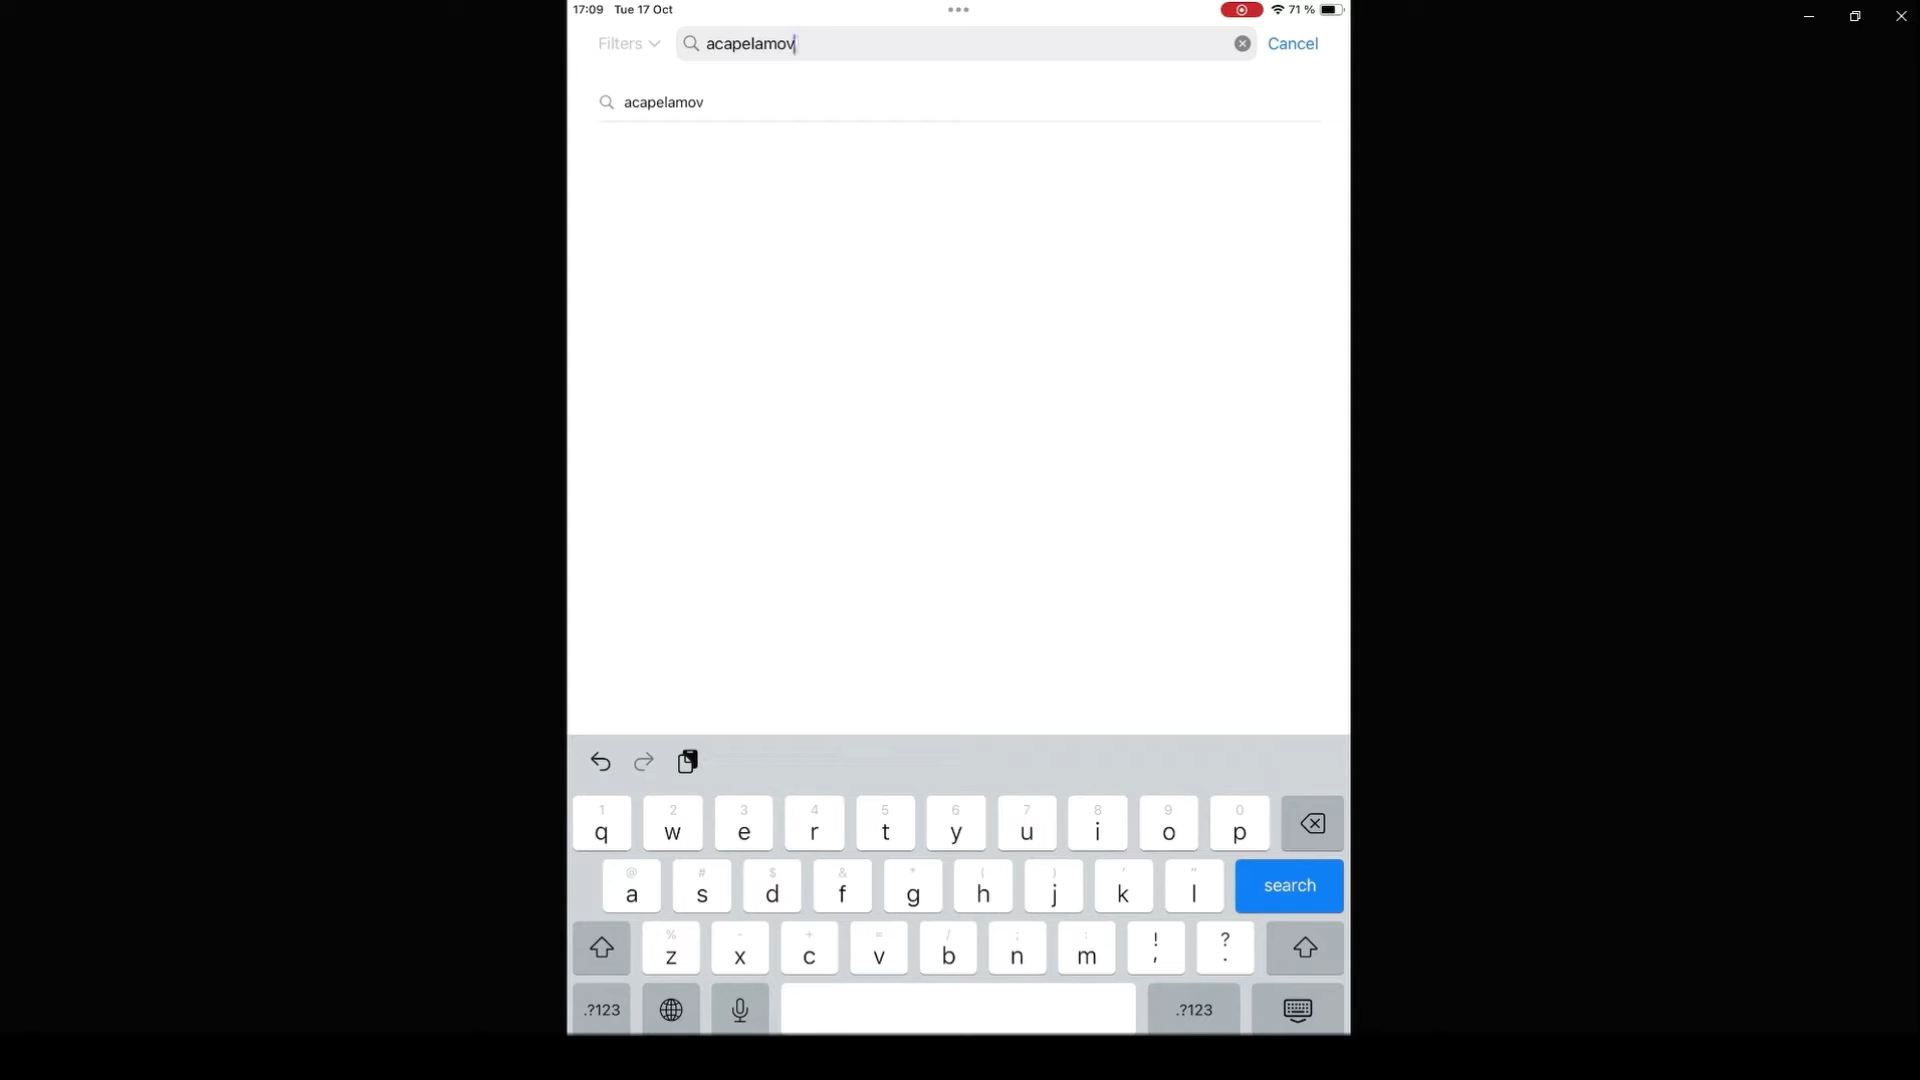 17:09 Tue 17 Oct 71 %
Filters acapelamov Cancel
acapelamov
1 2 3 4 5 6 7 8 9 0
q w e r t y u i o p
@ # $ & * ( ) ' "
a s d f g h j k l search
% - + = / ; : ! ?
z x c v b n m , .
.?123 .?123